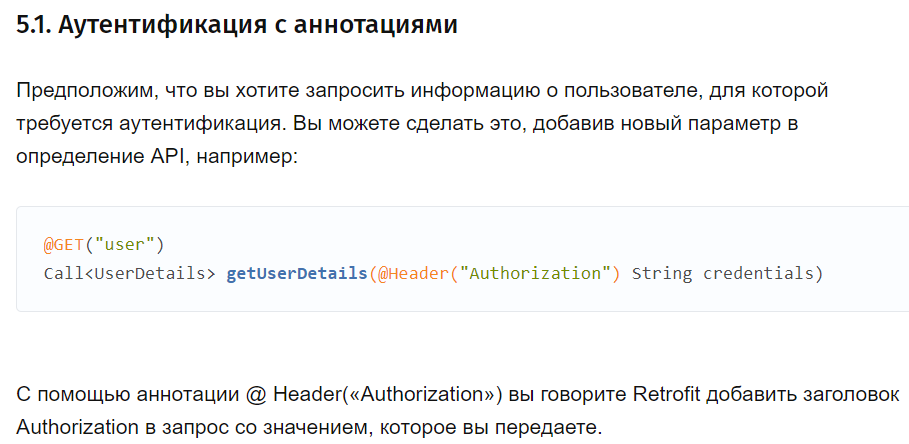 5.1. Аутентификация с аннотациями
Предположим, что вы хотите запросить информацию о пользователе, для которой
требуется аутентификация. Вы можете сделать это, добавив новый параметр в
определение API, например:
@GET("user")
Call<UserDetails> getUserDetails(@Header("Authorization") String credentials)
С помощью аннотации @ Header(«Authorization») вы говорите Retrofit добавить заголовок
Authorization в запрос со значением, которое вы передаете.